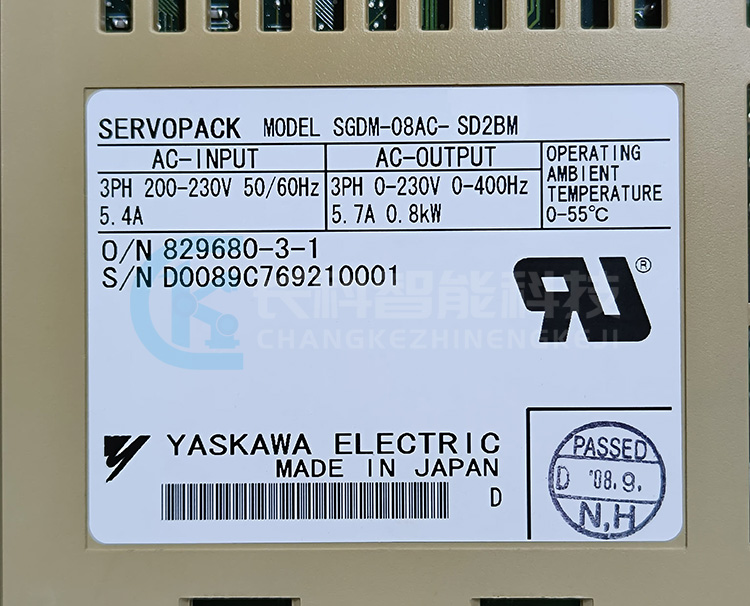 SERVOPACK MODEL SGDM-08AC- SD2BM
AC-INPUT AC-OUTPUT OPERATING AMBIENT TEMPERATURE 0-55℃
3PH 200-230V 50/60Hz 3PH 0-230V 0-400Hz
5.4A 5.7A 0.8kW
O/N 829680-3-1
S/N D0089C769210001
长科智能科技
CHANGKEZHINENGKEJI
RU®
YASKAWA ELECTRIC
MADE IN JAPAN
D
PASSED
D '08.9.
N,H